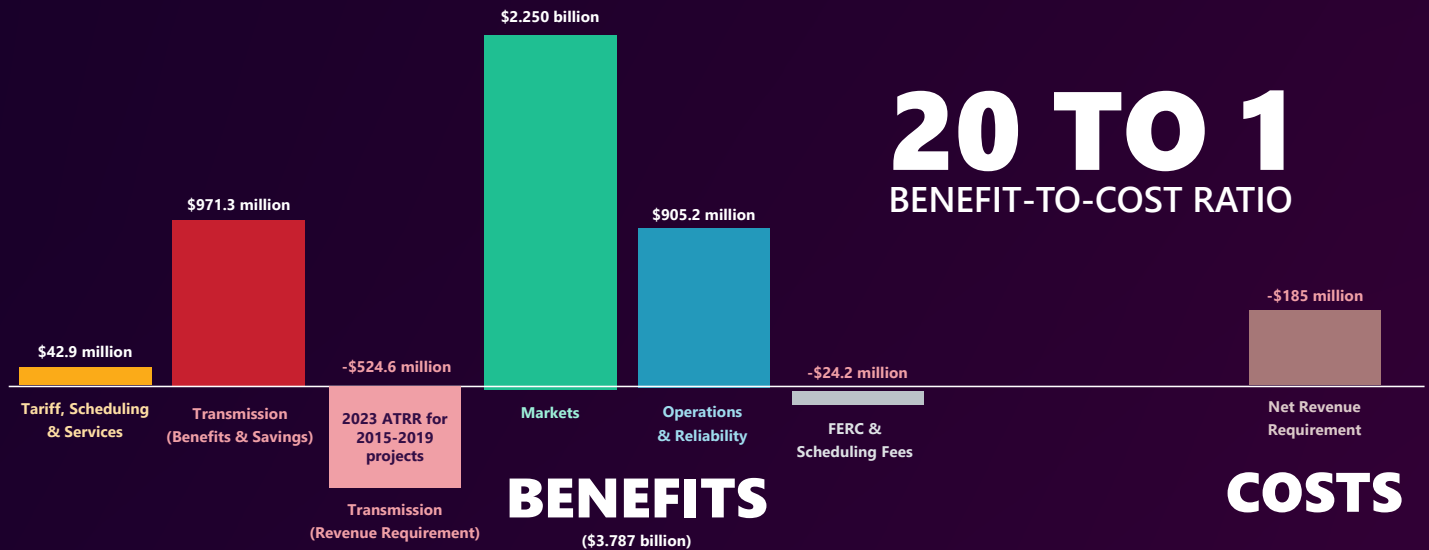 $2.250 billion
20 TO 1
BENEFIT-TO-COST RATIO
$971.3 million
$905.2 million
-$185 million
$42.9 million
-$524.6 million
-$24.2 million
Tariff, Scheduling
& Services
Transmission
(Benefits & Savings)
2023 ATRR for
2015-2019
projects
Transmission
(Revenue Requirement)
Markets
Operations
& Reliability
FERC &
Scheduling Fees
Net Revenue
Requirement
BENEFITS
($3.787 billion)
COSTS